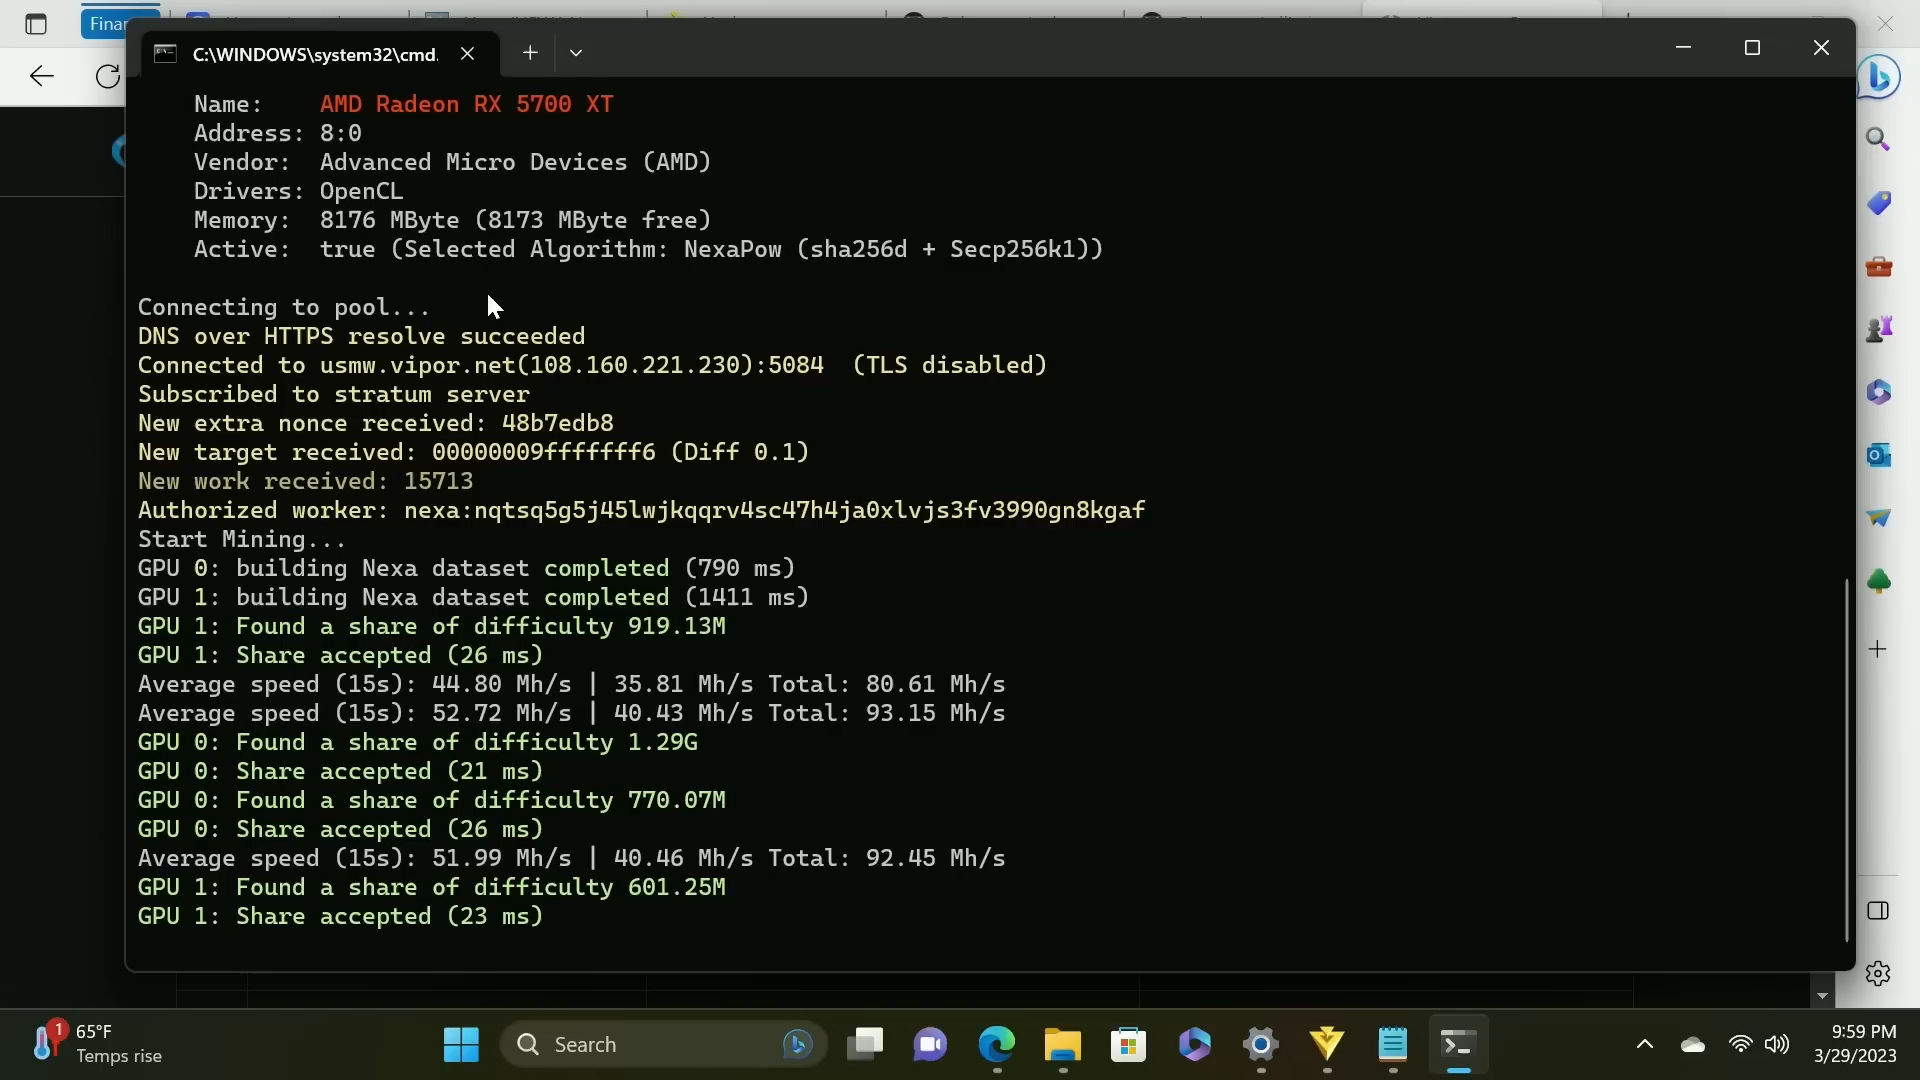 Finan
C:\WINDOWS\system32\cmd.
Name: AMD Radeon RX 5700 XT
Address: 8:0
Vendor: Advanced Micro Devices (AMD)
Drivers: OpenCL
Memory: 8176 MByte (8173 MByte free)
Active: true (Selected Algorithm: NexaPow (sha256d + Secp256k1))
Connecting to pool...
DNS over HTTPS resolve succeeded
Connected to usmw.vipor.net(108.160.221.230):5084 (TLS disabled)
Subscribed to stratum server
New extra nonce received: 48b7edb8
New target received: 00000009fffffff6 (Diff 0.1)
New work received: 15713
Authorized worker: nexa:nqtsq5g5j45lwjkqqrv4sc47h4ja0xlvjs3fv3990gn8kgaf
Start Mining...
GPU 0: building Nexa dataset completed (790 ms)
GPU 1: building Nexa dataset completed (1411 ms)
GPU 1: Found a share of difficulty 919.13M
GPU 1: Share accepted (26 ms)
Average speed (15s): 44.80 Mh/s | 35.81 Mh/s Total: 80.61 Mh/s
Average speed (15s): 52.72 Mh/s | 40.43 Mh/s Total: 93.15 Mh/s
GPU 0: Found a share of difficulty 1.29G
GPU 0: Share accepted (21 ms)
GPU 0: Found a share of difficulty 770.07M
GPU 0: Share accepted (26 ms)
Average speed (15s): 51.99 Mh/s | 40.46 Mh/s Total: 92.45 Mh/s
GPU 1: Found a share of difficulty 601.25M
GPU 1: Share accepted (23 ms)
1
65°F
Temps rise
Search
9:59 PM
3/29/2023